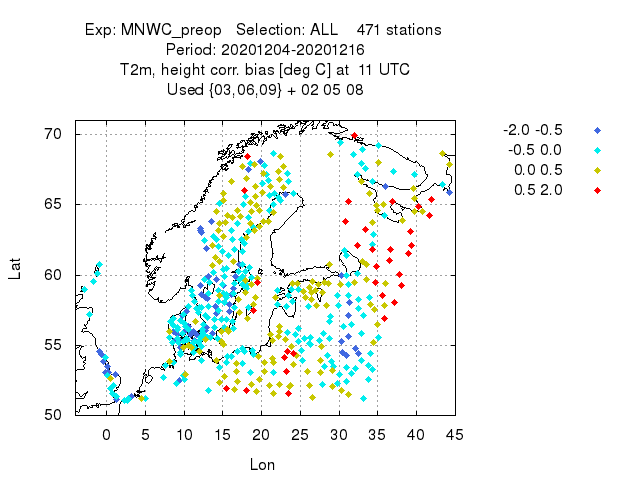 Exp: MNWC_preop   Selection: ALL    471 stations
Period: 20201204-20201216
T2m, height corr. bias [deg C] at  11 UTC
Used {03,06,09} + 02 05 08
-2.0 -0.5
-0.5 0.0
0.0 0.5
0.5 2.0
70
65
60
55
50
Lat
0 5 10 15 20 25 30 35 40 45
Lon